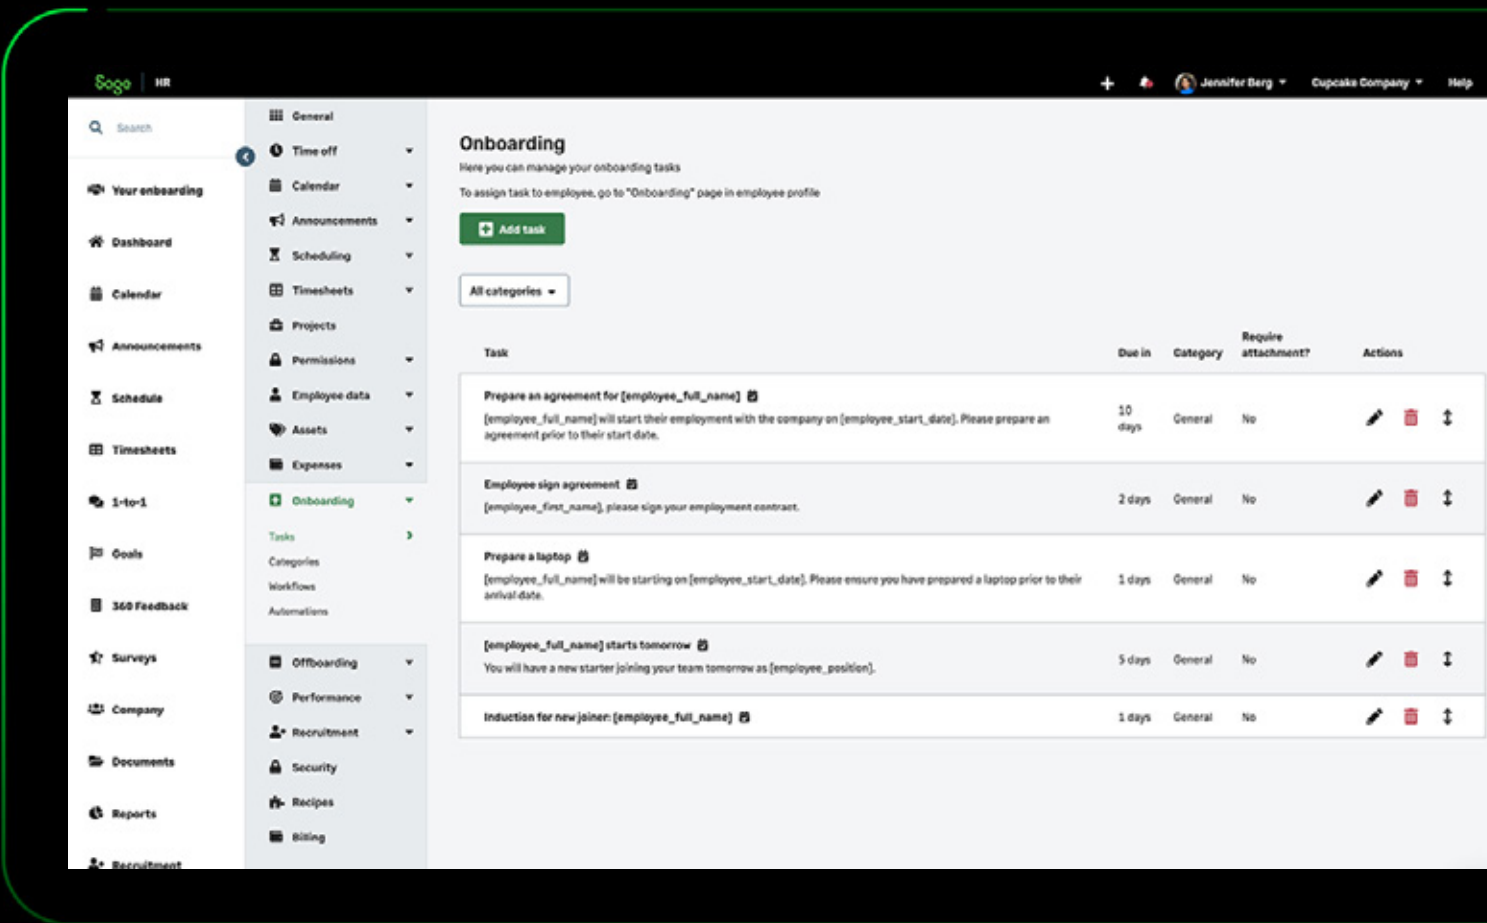 Sage HR
Jennifer Berg
Cupcake Company
Help
Search
Your onboarding
Dashboard
Calendar
Announcements
Schedule
Timesheets
1-to-1
Goals
360 Feedback
Surveys
Company
Documents
Reports
Recruitment
General
Time off
Calendar
Announcements
Scheduling
Timesheets
Projects
Permissions
Employee data
Assets
Expenses
Onboarding
Tasks
Categories
Workflows
Automations
Offboarding
Performance
Recruitment
Security
Recipes
Billing
Onboarding
Here you can manage your onboarding tasks
To assign task to employee, go to "Onboarding" page in employee profile
Add task
All categories
Task Due in Category Require attachment? Actions
Prepare an agreement for [employee_full_name]
[employee_full_name] will start their employment with the company on [employee_start_date]. Please prepare an
agreement prior to their start date.
10 days General No
Employee sign agreement
[employee_first_name], please sign your employment contract.
2 days General No
Prepare a laptop
[employee_full_name] will be starting on [employee_start_date]. Please ensure you have prepared a laptop prior to their
arrival date.
1 days General No
[employee_full_name] starts tomorrow
You will have a new starter joining your team tomorrow as [employee_position].
5 days General No
Induction for new joiner: [employee_full_name]
1 days General No